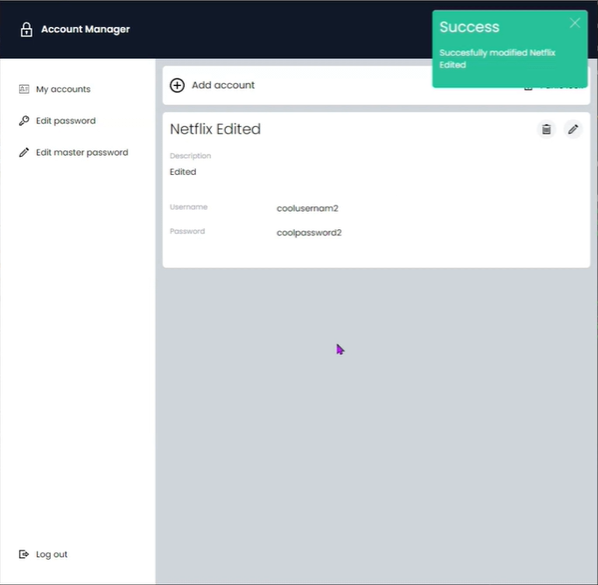 Account Manager
Success
Succesfully modified Netflix
Edited
My accounts
Edit password
Edit master password
Add account
Netflix Edited
Description
Edited
Username
coolusernam2
Password
coolpassword2
Log out